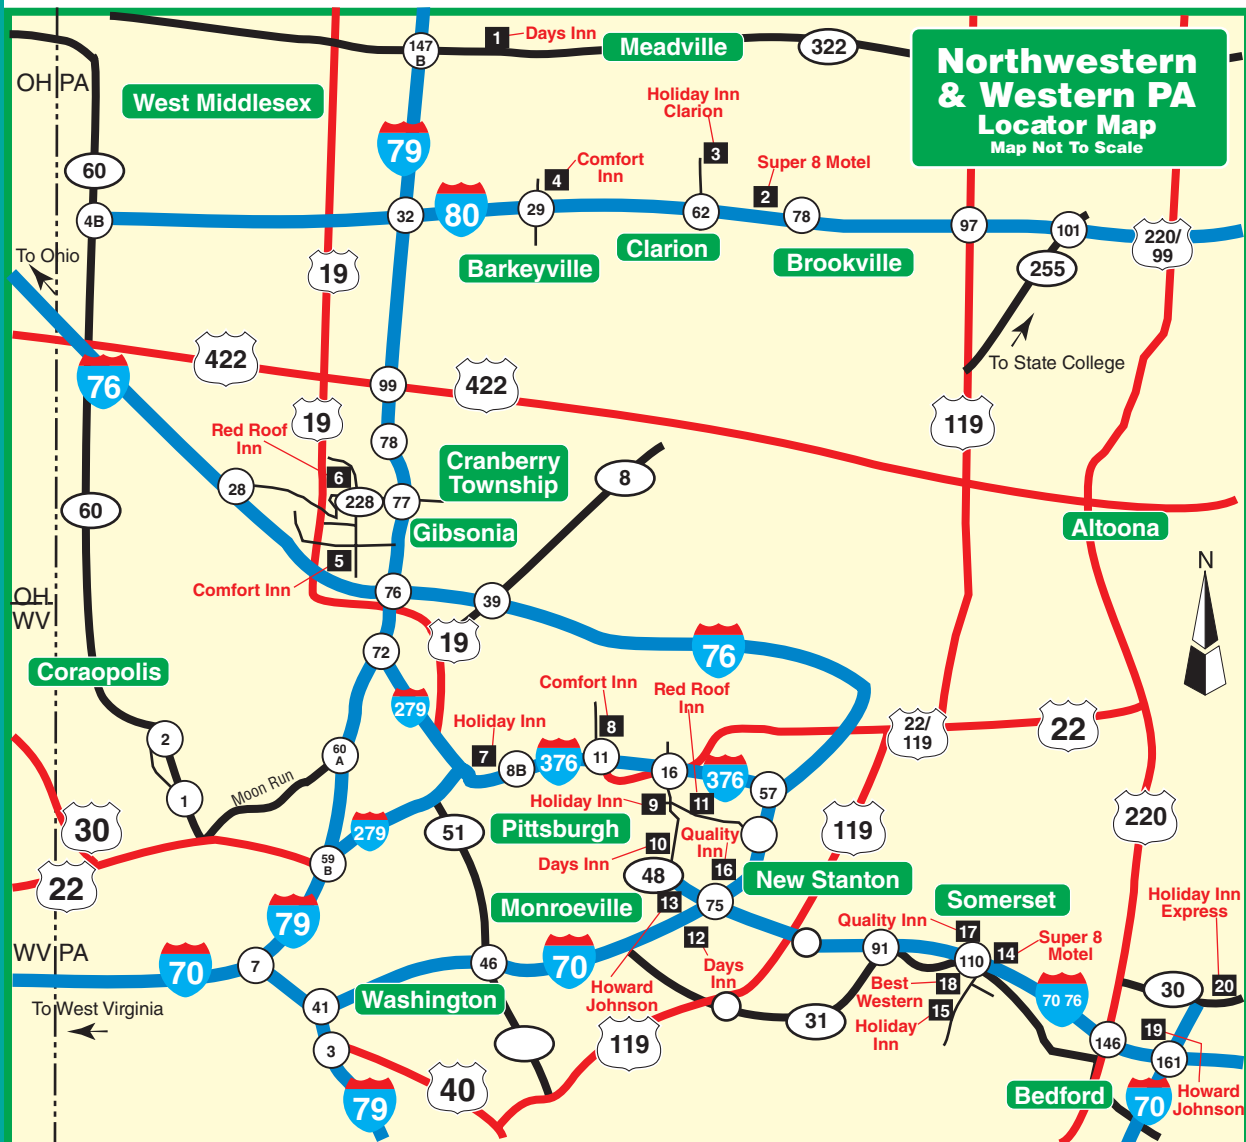 1
Days Inn
147
B
Meadville
322
Northwestern
& Western PA
Locator Map
Map Not To Scale
OH
PA
West Middlesex
79
Holiday Inn
Clarion
3
Comfort
Inn
4
Super 8 Motel
2
60
4B
32
80
29
62
78
97
101
220/
99
Barkeyville
Clarion
Brookville
255
To Ohio
19
To State College
422
76
99
422
19
119
Red Roof
Inn
78
Cranberry
Township
6
28
228
77
8
60
Gibsonia
Altoona
5
Comfort Inn
76
39
N
OH
WV
19
72
76
Coraopolis
279
Comfort Inn
Red Roof
Inn
Holiday Inn
8
22/
119
22
2
60
A
7
8B
376
11
16
376
57
Moon Run
1
Holiday Inn
9
11
30
279
51
Pittsburgh
119
220
Quality
Inn
10
Days Inn
59
B
16
48
22
New Stanton
Somerset
Holiday Inn
Express
Monroeville
13
75
79
Quality Inn
17
12
91
Super 8
Motel
14
WV
PA
70
7
46
70
Days
Inn
110
Best
Western
18
30
20
Washington
Howard
Johnson
70 76
To West Virginia
41
31
15
Holiday
Inn
19
3
119
146
161
40
79
Bedford
70
Howard
Johnson